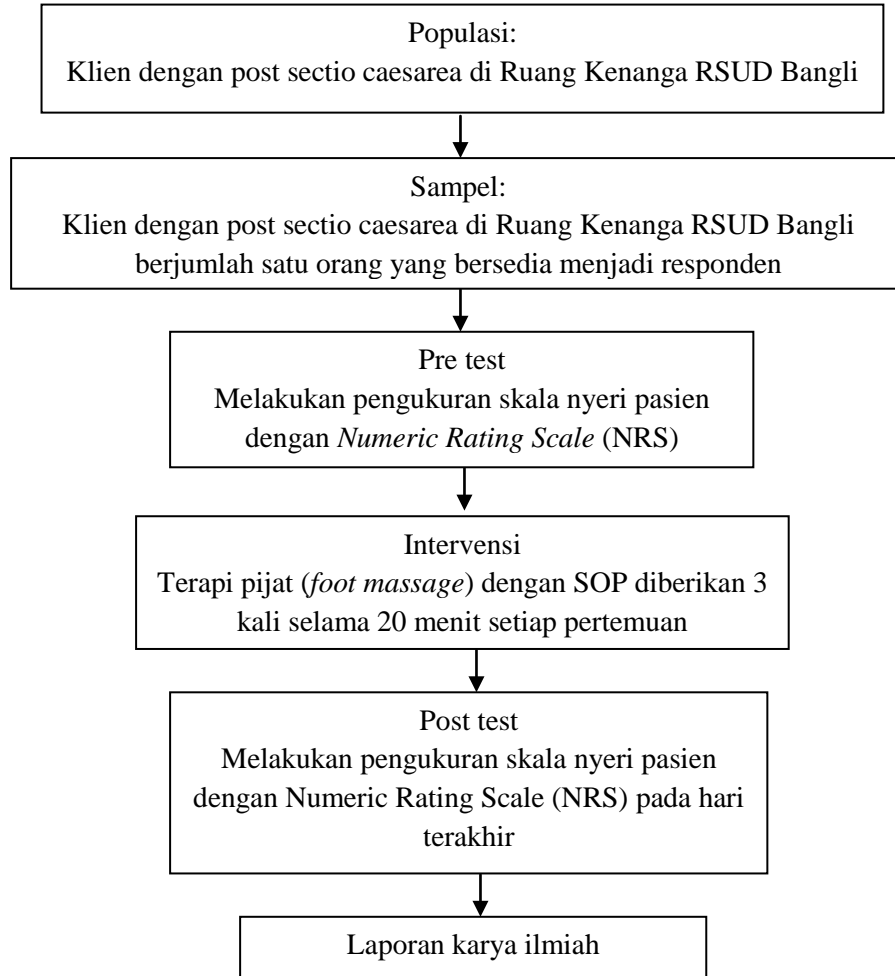 Populasi:
Klien dengan post sectio caesarea di Ruang Kenanga RSUD Bangli
Sampel:
Klien dengan post sectio caesarea di Ruang Kenanga RSUD Bangli
berjumlah satu orang yang bersedia menjadi responden
Pre test
Melakukan pengukuran skala nyeri pasien
dengan Numeric Rating Scale (NRS)
Intervensi
Terapi pijat (foot massage) dengan SOP diberikan 3
kali selama 20 menit setiap pertemuan
Post test
Melakukan pengukuran skala nyeri pasien
dengan Numeric Rating Scale (NRS) pada hari
terakhir
Laporan karya ilmiah